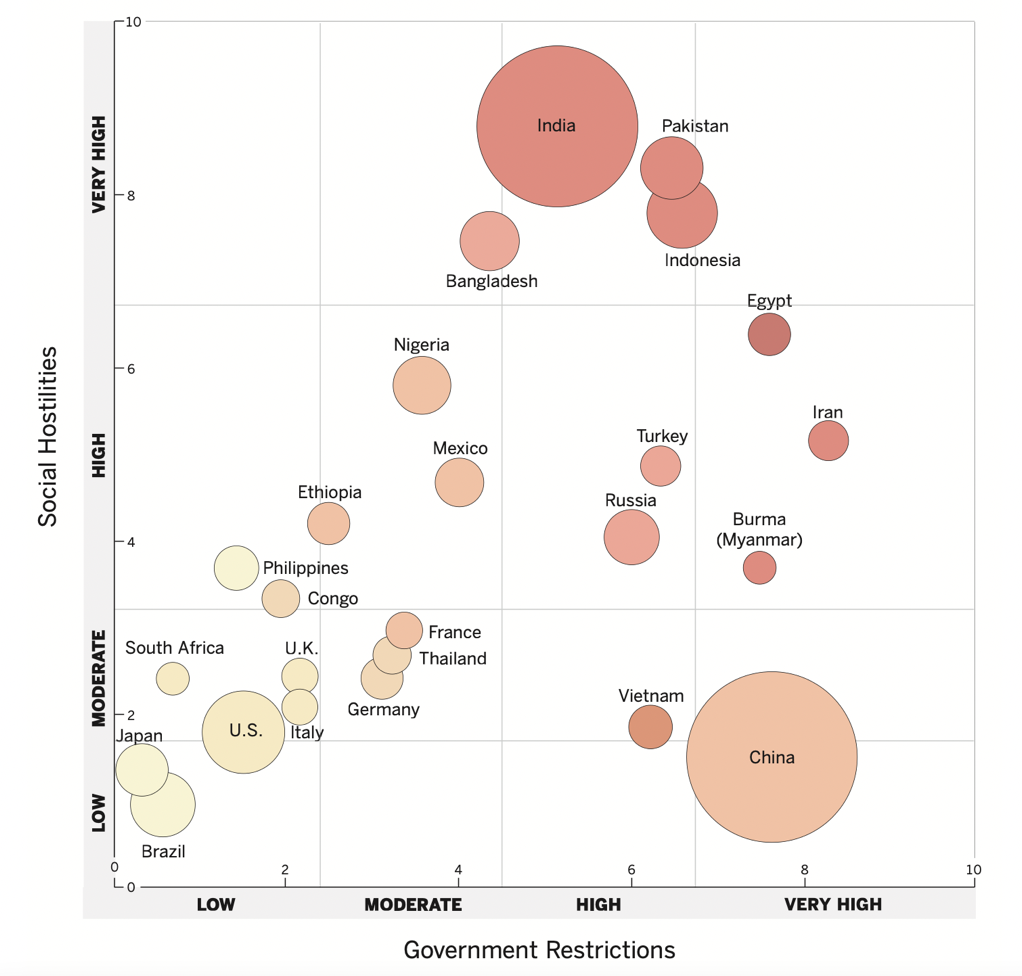 10
India
Pakistan
VERY HIGH
8
Indonesia
Bangladesh
Egypt
Nigeria
6
Iran
Turkey
Mexico
HIGH
Social Hostilities
Ethiopia
Russia
Burma
(Myanmar)
4
Philippines
Congo
France
South Africa
U.K.
Thailand
MODERATE
Vietnam
Germany
2
U.S.
Italy
Japan
China
LOW
Brazil
0
2
4
6
8
10
0
LOW
MODERATE
HIGH
VERY HIGH
Government Restrictions